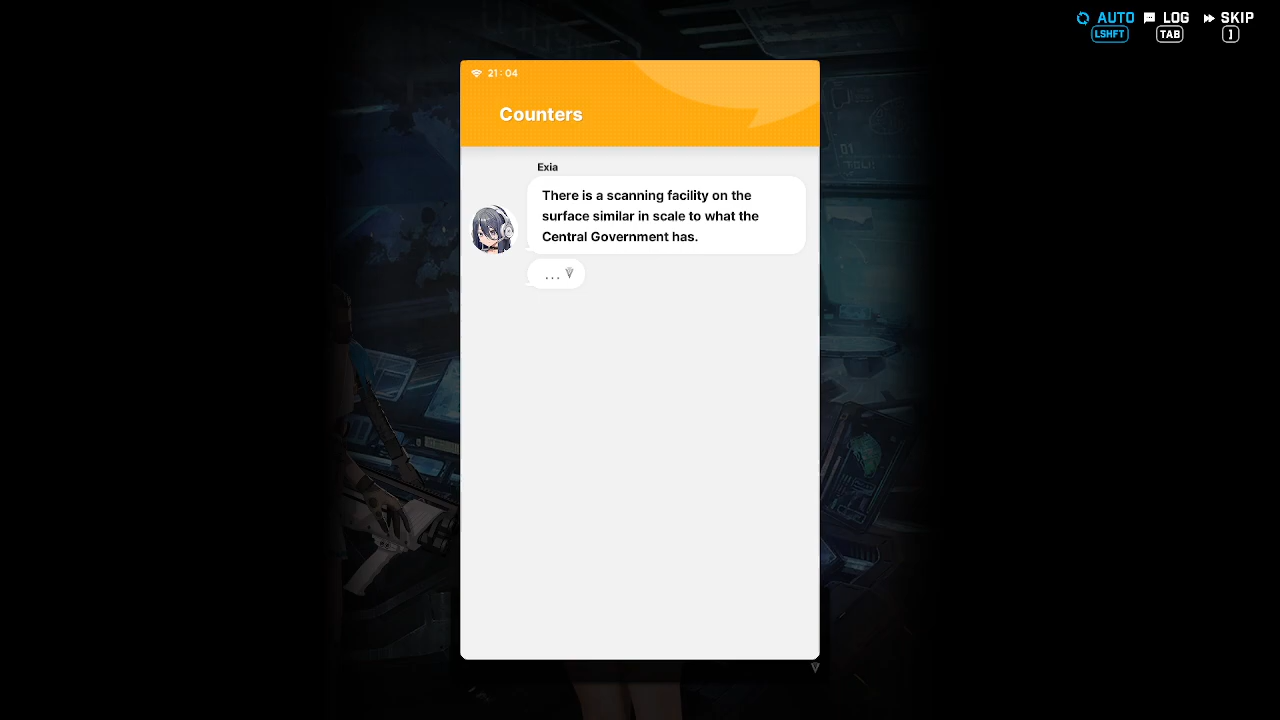 AUTO LOG SKIP
LSHFT TAB ]
21:04
Counters
Exia
There is a scanning facility on the
surface similar in scale to what the
Central Government has.
...